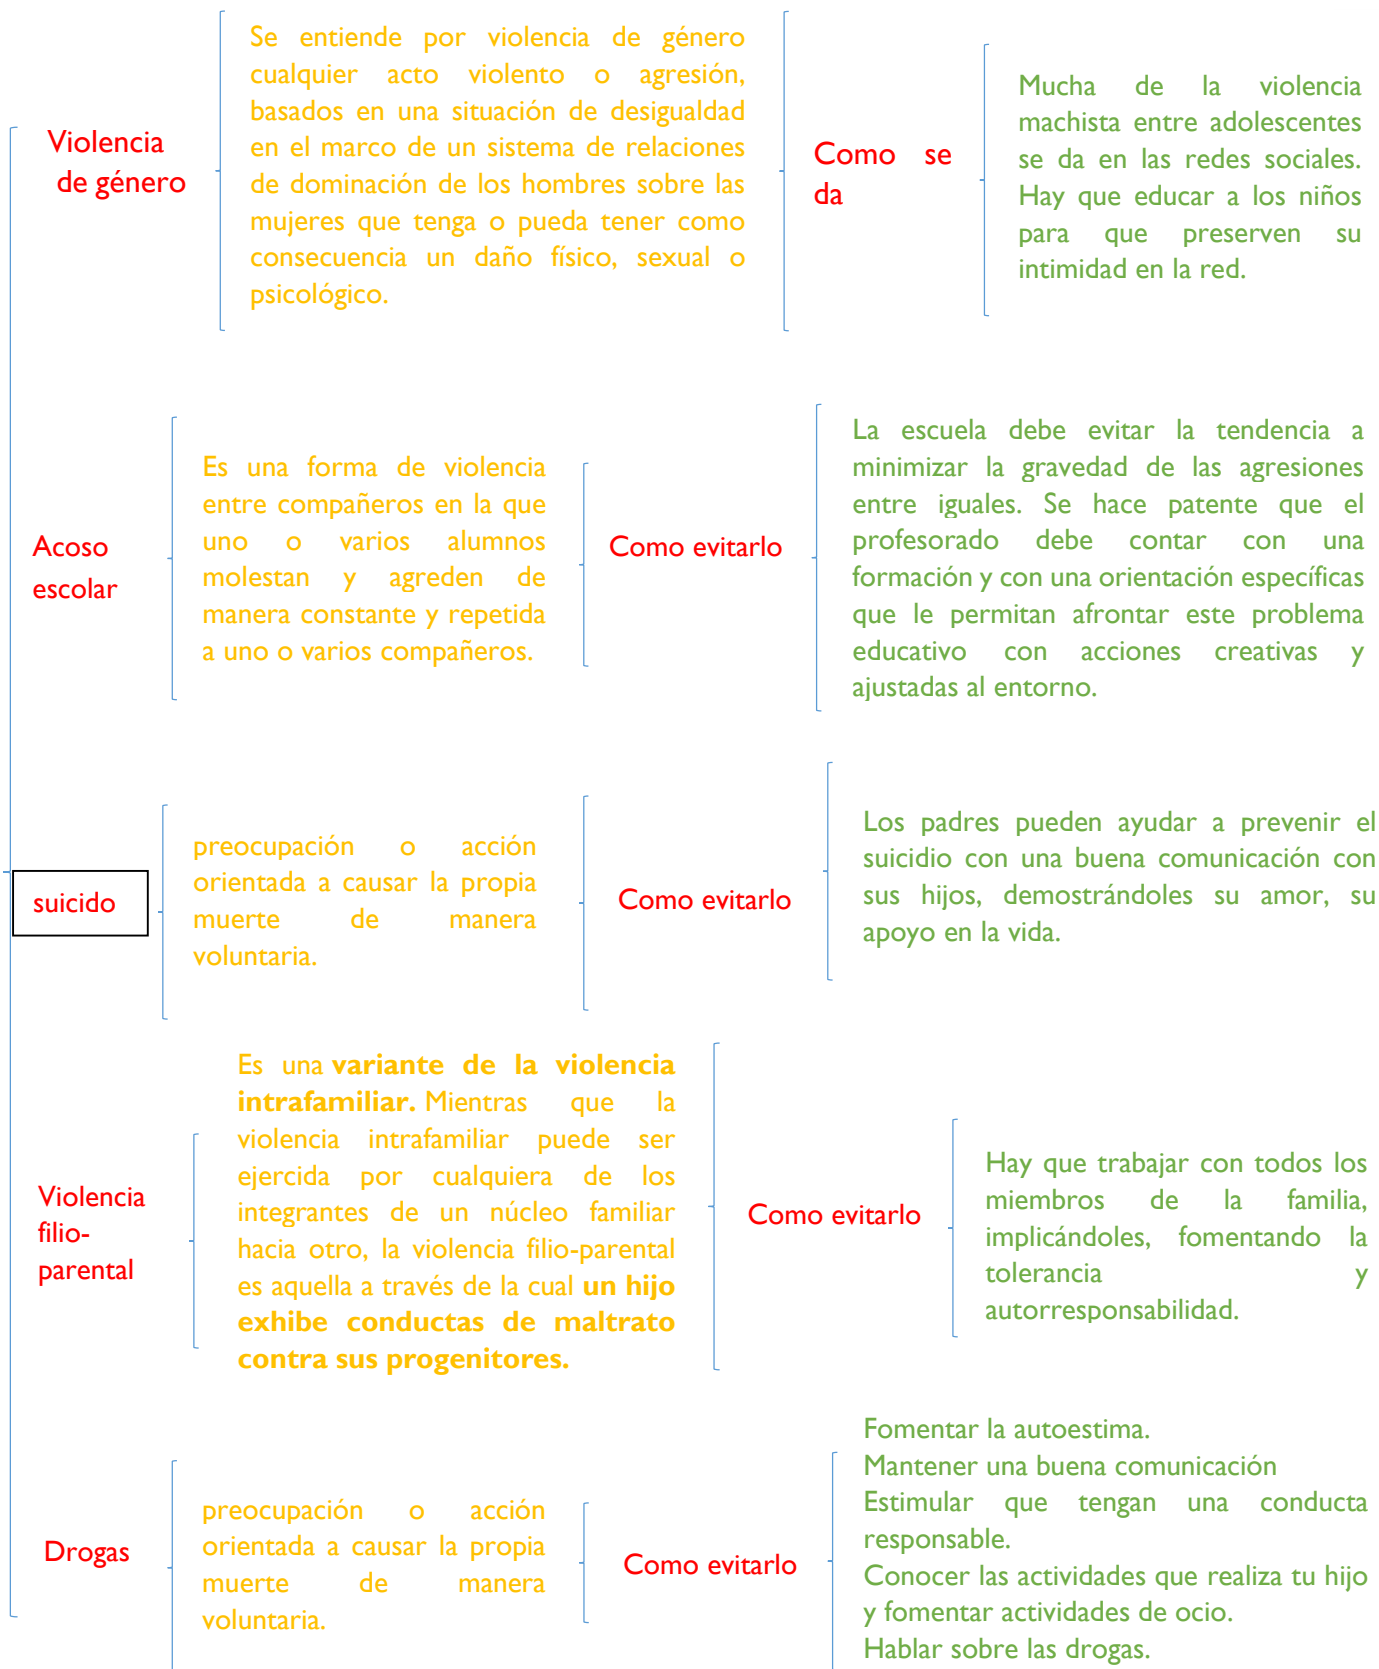 Violencia
de género
Se entiende por violencia de género
cualquier acto violento o agresión,
basados en una situación de desigualdad
en el marco de un sistema de relaciones
de dominación de los hombres sobre las
mujeres que tenga o pueda tener como
consecuencia un daño físico, sexual o
psicológico.
Como se
da
Mucha de la violencia
machista entre adolescentes
se da en las redes sociales.
Hay que educar a los niños
para que preserven su
intimidad en la red.
Acoso
escolar
Es una forma de violencia
entre compañeros en la que
uno o varios alumnos
molestan y agreden de
manera constante y repetida
a uno o varios compañeros.
Como evitarlo
La escuela debe evitar la tendencia a
minimizar la gravedad de las agresiones
entre iguales. Se hace patente que el
profesorado debe contar con una
formación y con una orientación específicas
que le permitan afrontar este problema
educativo con acciones creativas y
ajustadas al entorno.
suicido
preocupación o acción
orientada a causar la propia
muerte de manera
voluntaria.
Como evitarlo
Los padres pueden ayudar a prevenir el
suicidio con una buena comunicación con
sus hijos, demostrándoles su amor, su
apoyo en la vida.
Violencia
filio-
parental
Es una variante de la violencia
intrafamiliar. Mientras que la
violencia intrafamiliar puede ser
ejercida por cualquiera de los
integrantes de un núcleo familiar
hacia otro, la violencia filio-parental
es aquella a través de la cual un hijo
exhibe conductas de maltrato
contra sus progenitores.
Como evitarlo
Hay que trabajar con todos los
miembros de la familia,
implicándoles, fomentando la
tolerancia y
autorresponsabilidad.
Drogas
preocupación o acción
orientada a causar la propia
muerte de manera
voluntaria.
Como evitarlo
Fomentar la autoestima.
Mantener una buena comunicación
Estimular que tengan una conducta
responsable.
Conocer las actividades que realiza tu hijo
y fomentar actividades de ocio.
Hablar sobre las drogas.